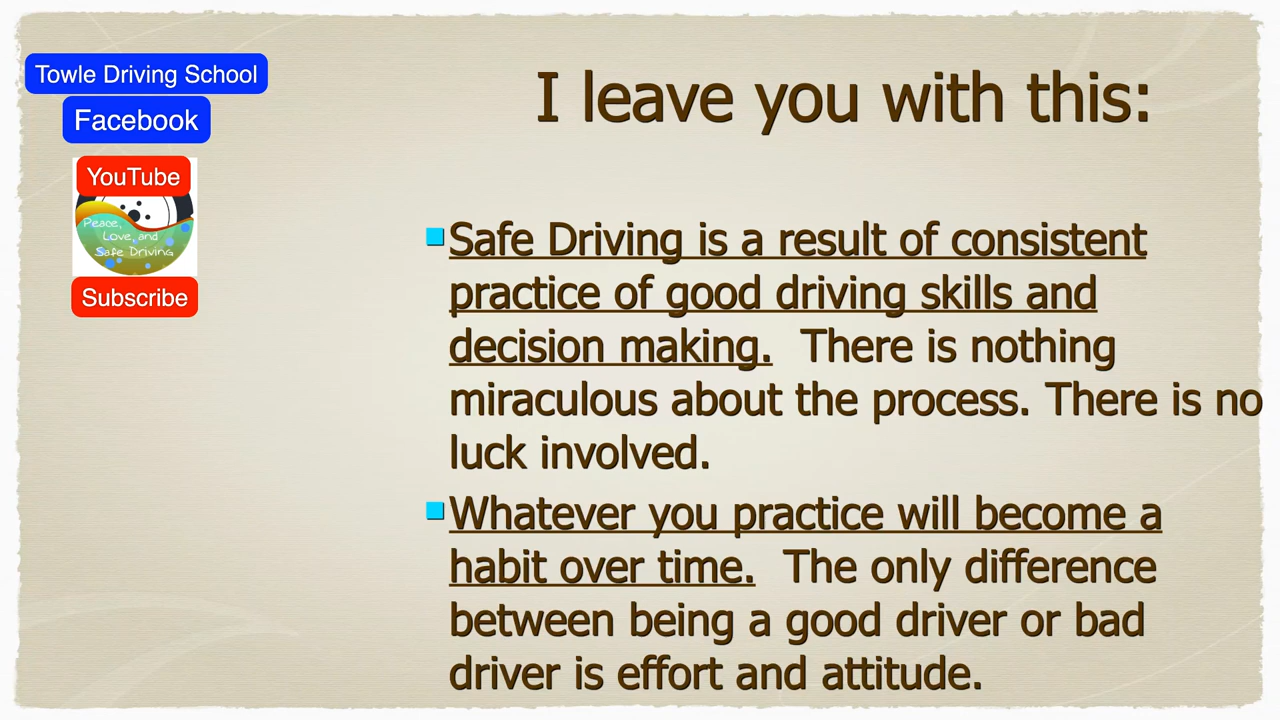 Towle Driving School
Facebook
YouTube
Peace,
Love, and
Safe Driving
Subscribe
I leave you with this:
Safe Driving is a result of consistent
practice of good driving skills and
decision making. There is nothing
miraculous about the process. There is no
luck involved.
Whatever you practice will become a
habit over time. The only difference
between being a good driver or bad
driver is effort and attitude.